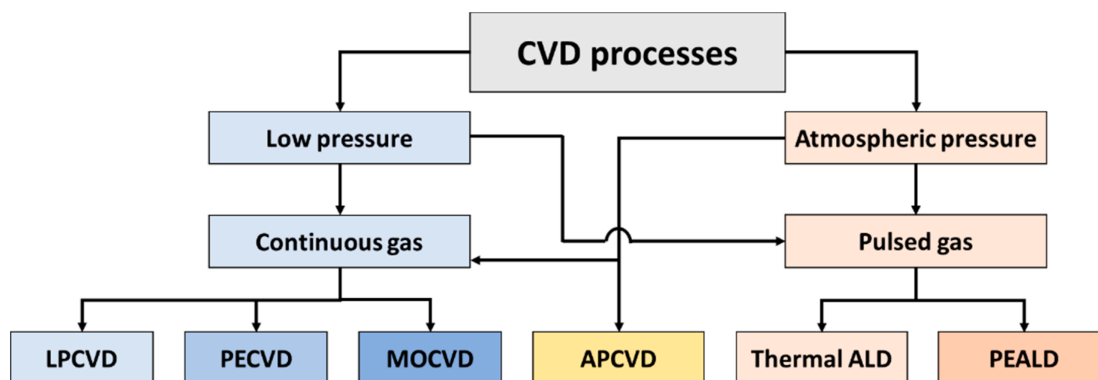 CVD processes
Low pressure
Atmospheric pressure
Continuous gas
Pulsed gas
LPCVD
PECVD
MOCVD
APCVD
Thermal ALD
PEALD